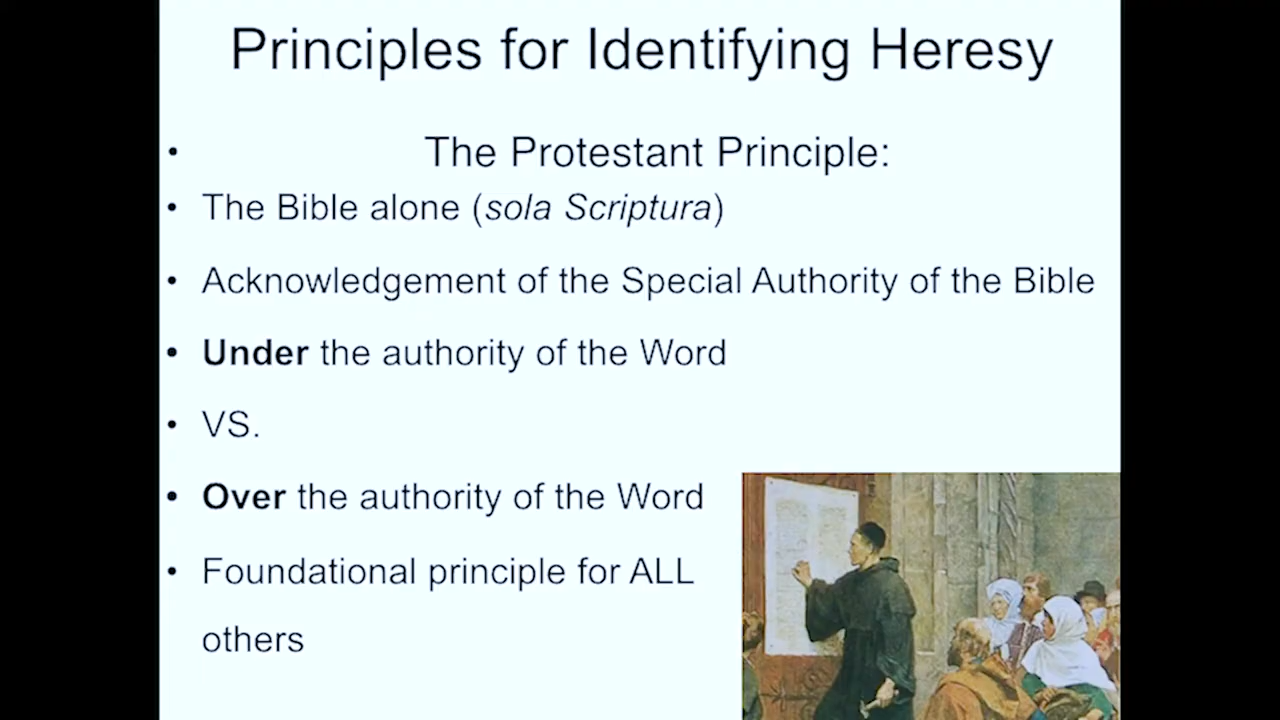 Principles for Identifying Heresy
• The Protestant Principle:
• The Bible alone (sola Scriptura)
• Acknowledgement of the Special Authority of the Bible
• Under the authority of the Word
• VS.
• Over the authority of the Word
• Foundational principle for ALL
others